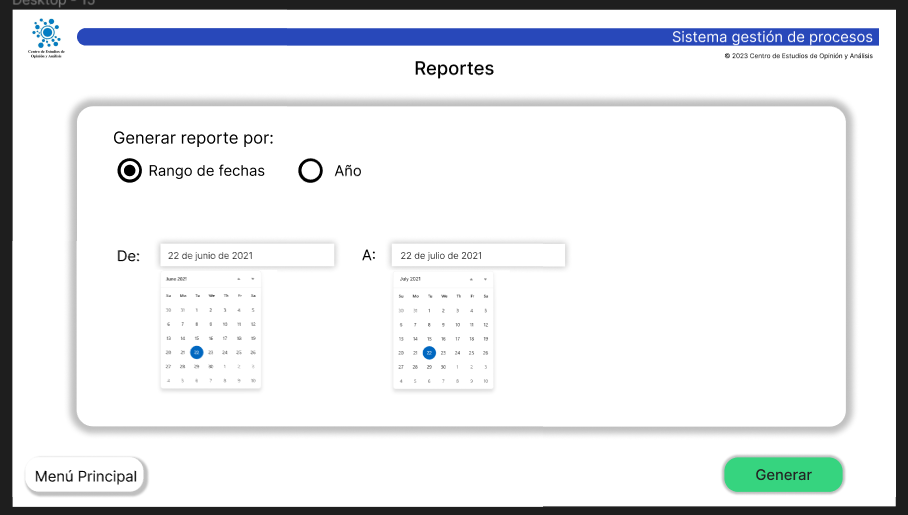 Desktop - 15
Centro de Estudios de
Opinión y Análisis
Sistema gestión de procesos
© 2023 Centro de Estudios de Opinión y Análisis
Reportes
Generar reporte por:
Rango de fechas
Año
De:
22 de junio de 2021
A:
22 de julio de 2021
June 2021
Su Mo Tu We Th Fr Sa
30 31 1 2 3 4 5
6 7 8 9 10 11 12
13 14 15 16 17 18 19
20 21 22 23 24 25 26
27 28 29 30 1 2 3
4 5 6 7 8 9 10
July 2021
Su Mo Tu We Th Fr Sa
30 31 1 2 3 4 5
6 7 8 9 10 11 12
13 14 15 16 17 18 19
20 21 22 23 24 25 26
27 28 29 30 1 2 3
4 5 6 7 8 9 10
Menú Principal
Generar